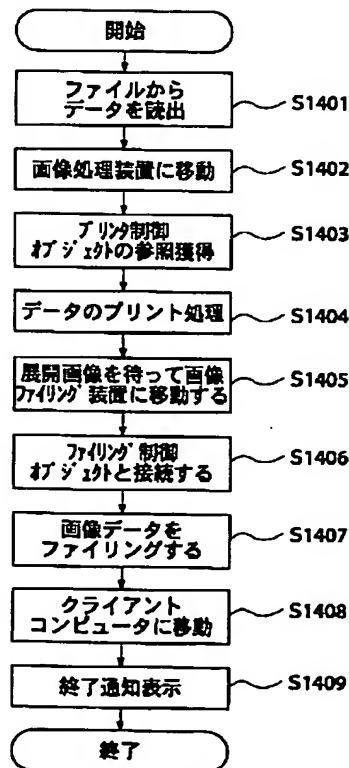 開始
ファイルから
データを読出
S1401
画像処理装置に移動
S1402
プリンタ制御
オブジェクトの参照獲得
S1403
データのプリント処理
S1404
展開画像を待って画像
ファイリング装置に移動する
S1405
ファイリング制御
オブジェクトと接続する
S1406
画像データを
ファイリングする
S1407
クライアント
コンピュータに移動
S1408
終了通知表示
S1409
終了